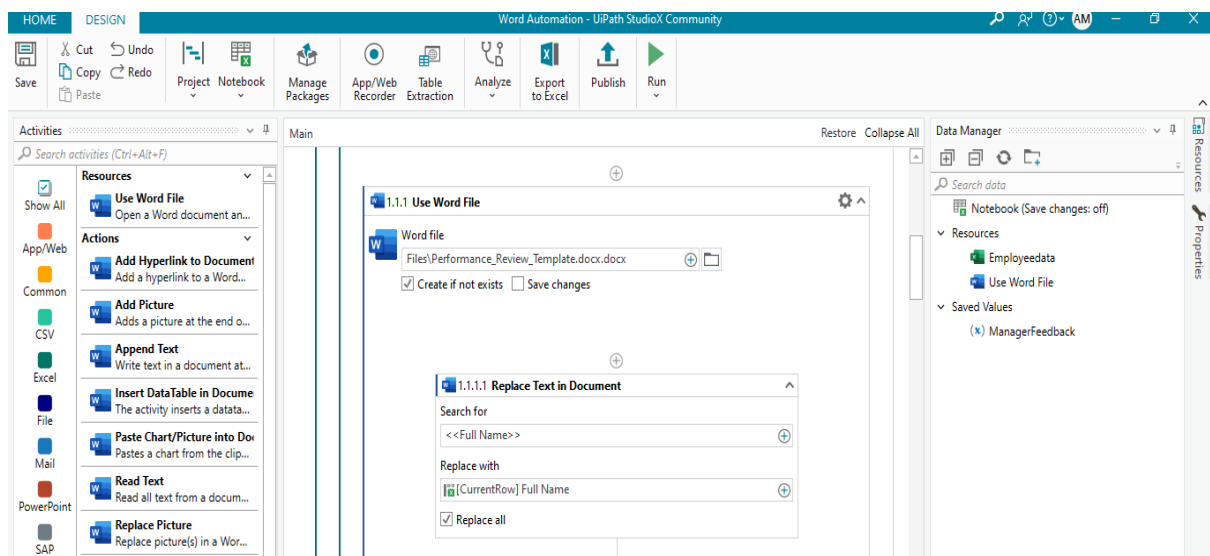 HOME DESIGN Word Automation - UiPath StudioX Community AM
Save
Cut
Copy
Paste
Undo
Redo
Project
Notebook
Manage Packages
App/Web Recorder
Table Extraction
Analyze
Export to Excel
Publish
Run
Activities
Search activities (Ctrl+Alt+F)
Show All
App/Web
Common
CSV
Excel
File
Mail
PowerPoint
SAP
Resources
Use Word File
Open a Word document an...
Actions
Add Hyperlink to Document
Add a hyperlink to a Word...
Add Picture
Adds a picture at the end o...
Append Text
Write text in a document at...
Insert DataTable in Docume
The activity inserts a datata...
Paste Chart/Picture into Do
Pastes a chart from the clip...
Read Text
Read all text from a docum...
Replace Picture
Replace picture(s) in a Wor...
Main Restore Collapse All
1.1.1 Use Word File
Word file
Files\Performance_Review_Template.docx.docx
Create if not exists Save changes
1.1.1.1 Replace Text in Document
Search for
<<Full Name>>
Replace with
[CurrentRow] Full Name
Replace all
Data Manager
Search data
Notebook (Save changes: off)
Resources
Employeedata
Use Word File
Saved Values
(x) ManagerFeedback
Resources
Properties